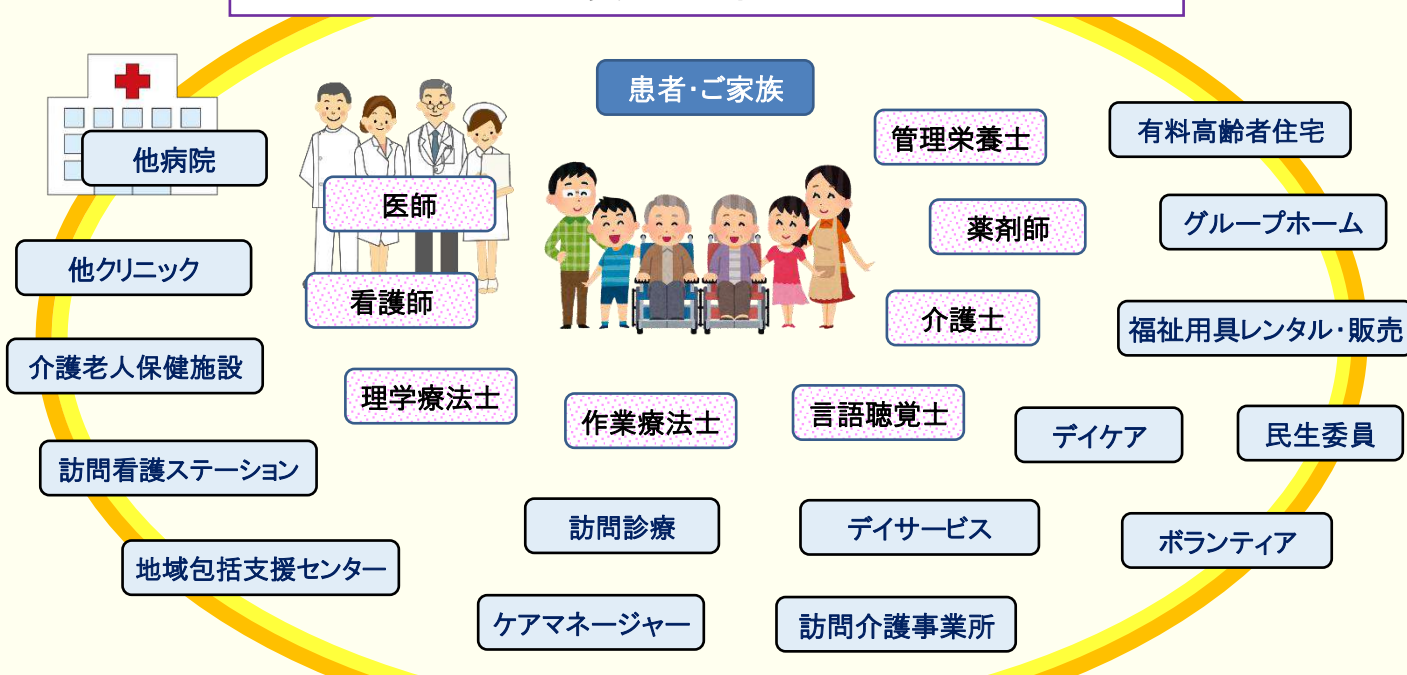 患者・ご家族
管理栄養士
有料高齢者住宅
他病院
医師
薬剤師
グループホーム
他クリニック
看護師
介護士
福祉用具レンタル・販売
介護老人保健施設
理学療法士
作業療法士
言語聴覚士
デイケア
民生委員
訪問看護ステーション
訪問診療
デイサービス
ボランティア
地域包括支援センター
ケアマネージャー
訪問介護事業所